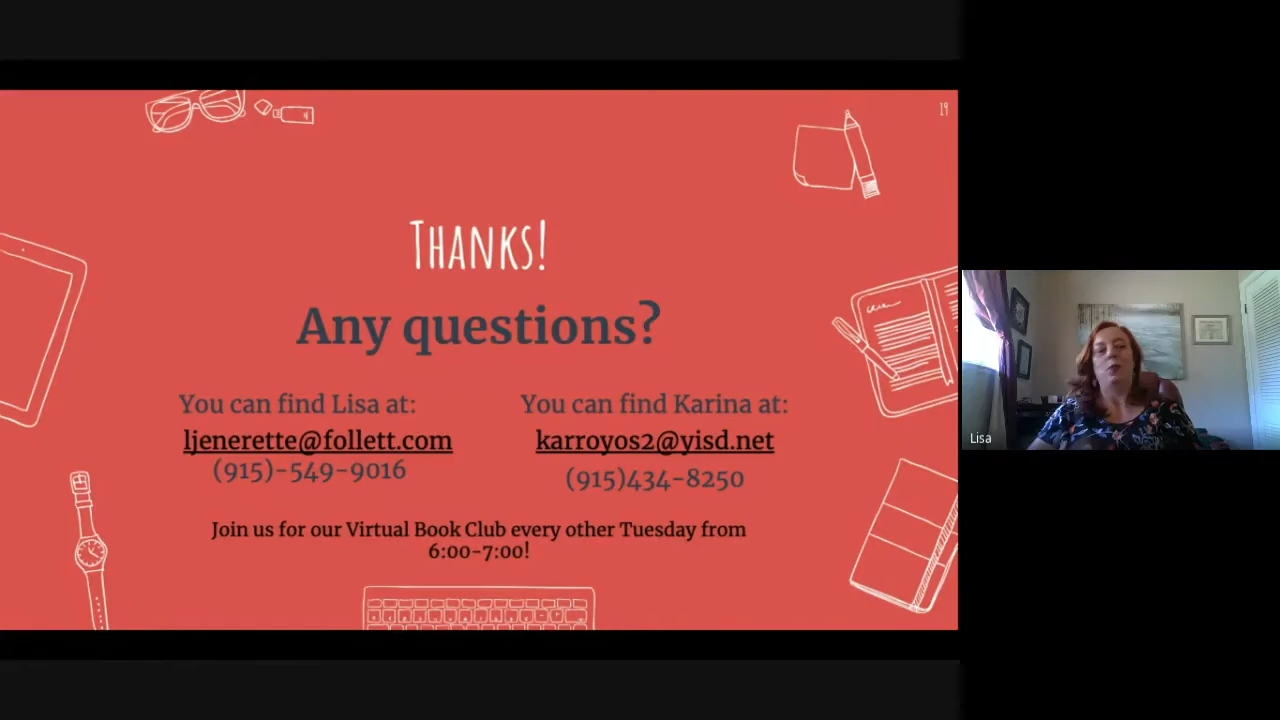 19
THANKS!
Any questions?
You can find Lisa at:
ljenerette@follett.com
(915)-549-9016
You can find Karina at:
karroyos2@yisd.net
(915)434-8250
Join us for our Virtual Book Club every other Tuesday from
6:00-7:00!
Lisa